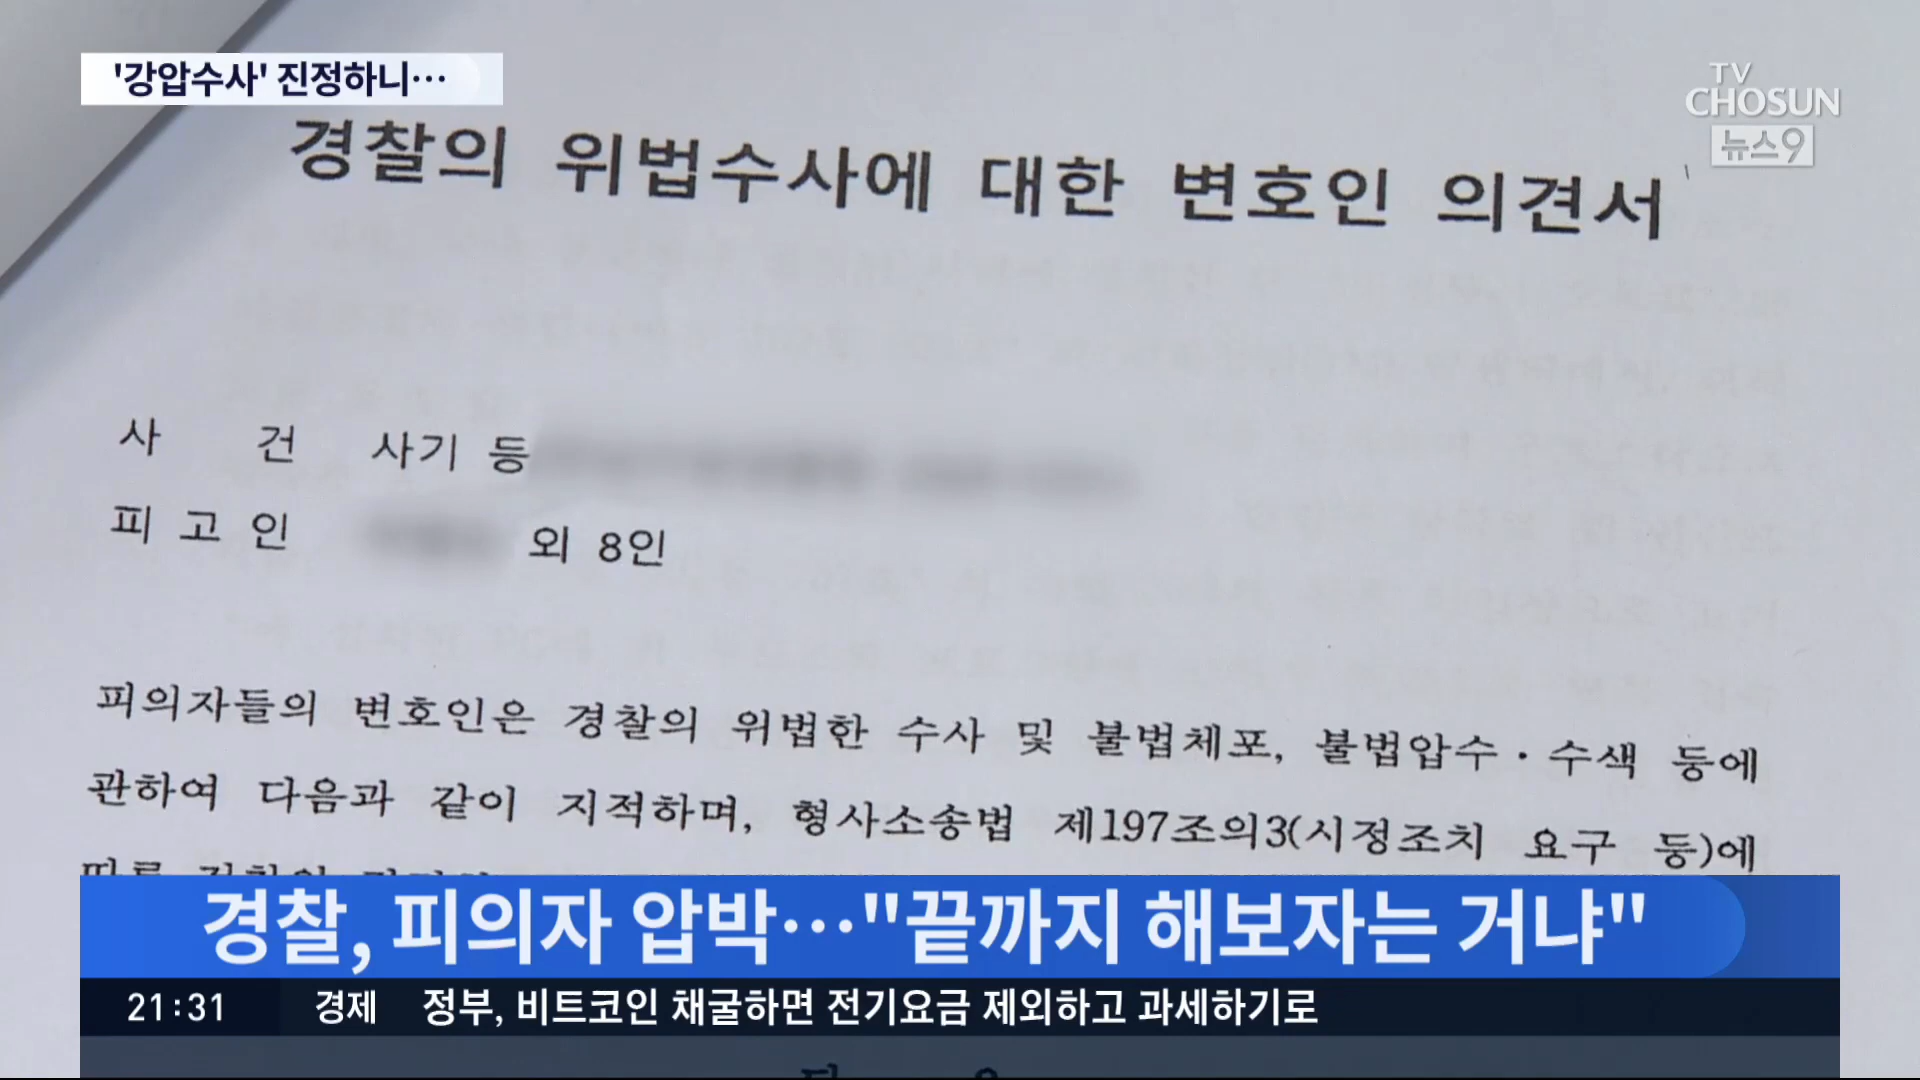 '강압수사' 진정하니…
TV
CHOSUN
뉴스9
경찰의 위법수사에 대한 변호인 의견서
사 건 사기 등
피 고 인 외 8인
피의자들의 변호인은 경찰의 위법한 수사 및 불법체포, 불법압수·수색 등에
관하여 다음과 같이 지적하며, 형사소송법 제197조의3(시정조치 요구 등)에
경찰, 피의자 압박…"끝까지 해보자는 거냐"
21:31 경제 정부, 비트코인 채굴하면 전기요금 제외하고 과세하기로